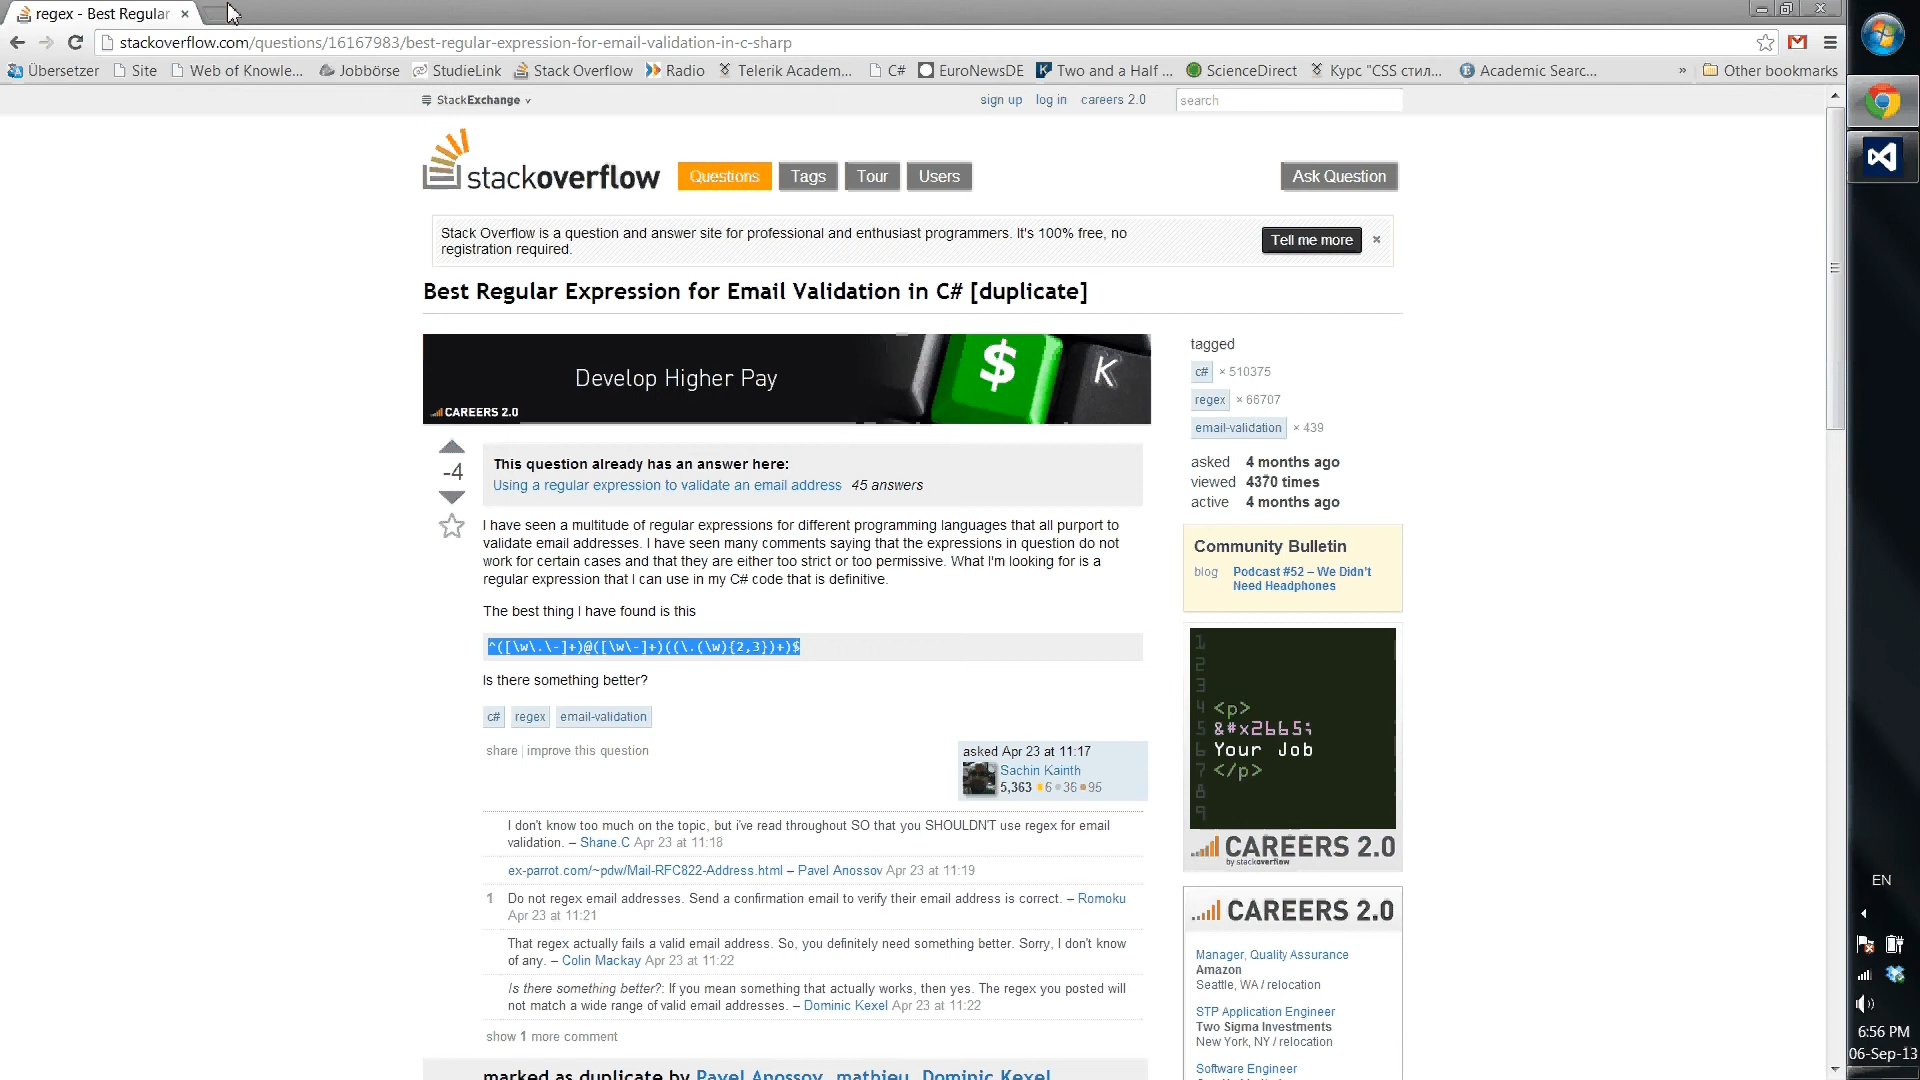 regex - Best Regular
stackoverflow.com/questions/16167983/best-regular-expression-for-email-validation-in-c-sharp
Übersetzer Site Web of Knowle... Jobbörse StudieLink Stack Overflow Radio Telerik Academ... C# EuroNewsDE Two and a Half ... ScienceDirect Курс "CSS стил... Academic Searc... » Other bookmarks
StackExchange sign up log in careers 2.0 search
stackoverflow Questions Tags Tour Users Ask Question
Stack Overflow is a question and answer site for professional and enthusiast programmers. It's 100% free, no
registration required.
Tell me more ×
Best Regular Expression for Email Validation in C# [duplicate]
Develop Higher Pay
$
K
CAREERS 2.0
-4
This question already has an answer here:
Using a regular expression to validate an email address 45 answers
I have seen a multitude of regular expressions for different programming languages that all purport to
validate email addresses. I have seen many comments saying that the expressions in question do not
work for certain cases and that they are either too strict or too permissive. What I'm looking for is a
regular expression that I can use in my C# code that is definitive.
The best thing I have found is this
^([\w\.\-]+)@([\w\-]+)((\.(\w){2,3})+)$
Is there something better?
c# regex email-validation
share | improve this question
asked Apr 23 at 11:17
Sachin Kainth
5,363 6 36 95
I don't know too much on the topic, but i've read throughout SO that you SHOULDN'T use regex for email
validation. – Shane.C Apr 23 at 11:18
ex-parrot.com/~pdw/Mail-RFC822-Address.html – Pavel Anossov Apr 23 at 11:19
1 Do not regex email addresses. Send a confirmation email to verify their email address is correct. – Romoku
Apr 23 at 11:21
That regex actually fails a valid email address. So, you definitely need something better. Sorry, I don't know
of any. – Colin Mackay Apr 23 at 11:22
Is there something better?: If you mean something that actually works, then yes. The regex you posted will
not match a wide range of valid email addresses. – Dominic Kexel Apr 23 at 11:22
show 1 more comment
marked as duplicate by Pavel Anossov, mathieu, Dominic Kexel
tagged
c# × 510375
regex × 66707
email-validation × 439
asked 4 months ago
viewed 4370 times
active 4 months ago
Community Bulletin
blog Podcast #52 – We Didn't
Need Headphones
1
2
3
4 <p>
5 &#x2665;
6 Your Job
7 </p>
8
9
CAREERS 2.0
by stackoverflow
CAREERS 2.0
Manager, Quality Assurance
Amazon
Seattle, WA / relocation
STP Application Engineer
Two Sigma Investments
New York, NY / relocation
Software Engineer
EN
6:56 PM
06-Sep-13